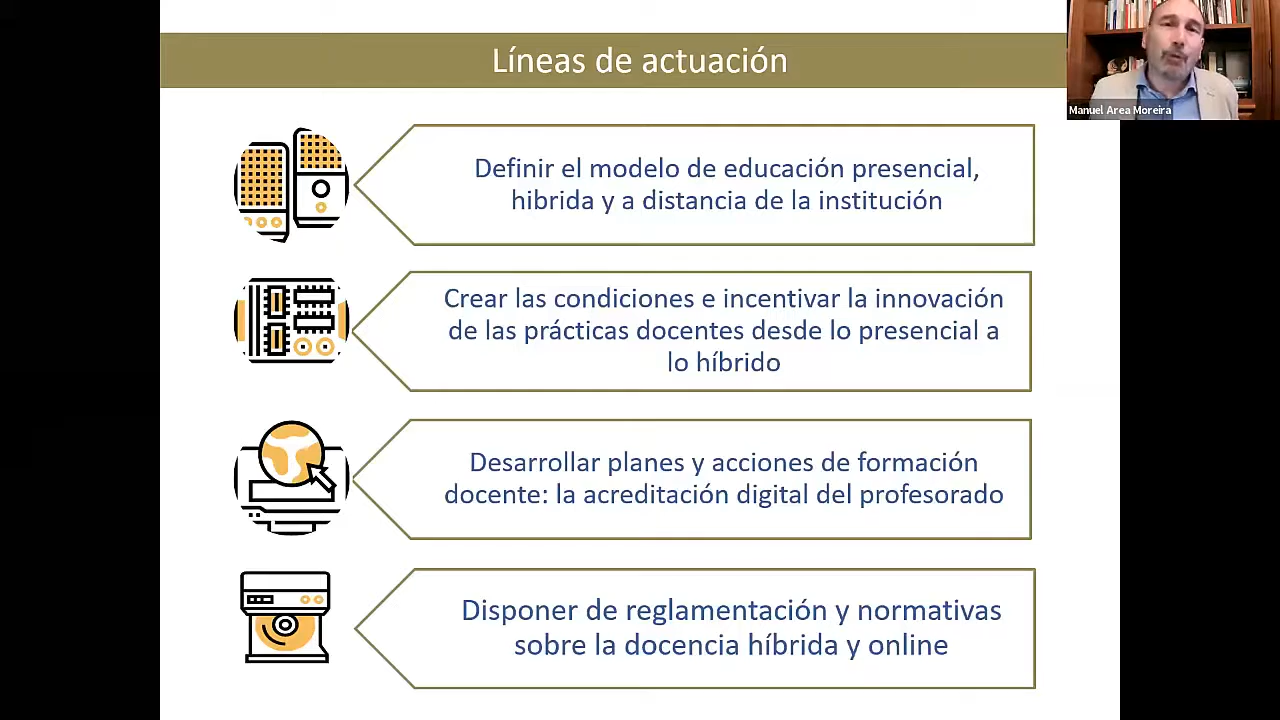 Líneas de actuación
Manuel Area Moreira
Definir el modelo de educación presencial,
hibrida y a distancia de la institución
Crear las condiciones e incentivar la innovación
de las prácticas docentes desde lo presencial a
lo híbrido
Desarrollar planes y acciones de formación
docente: la acreditación digital del profesorado
Disponer de reglamentación y normativas
sobre la docencia híbrida y online